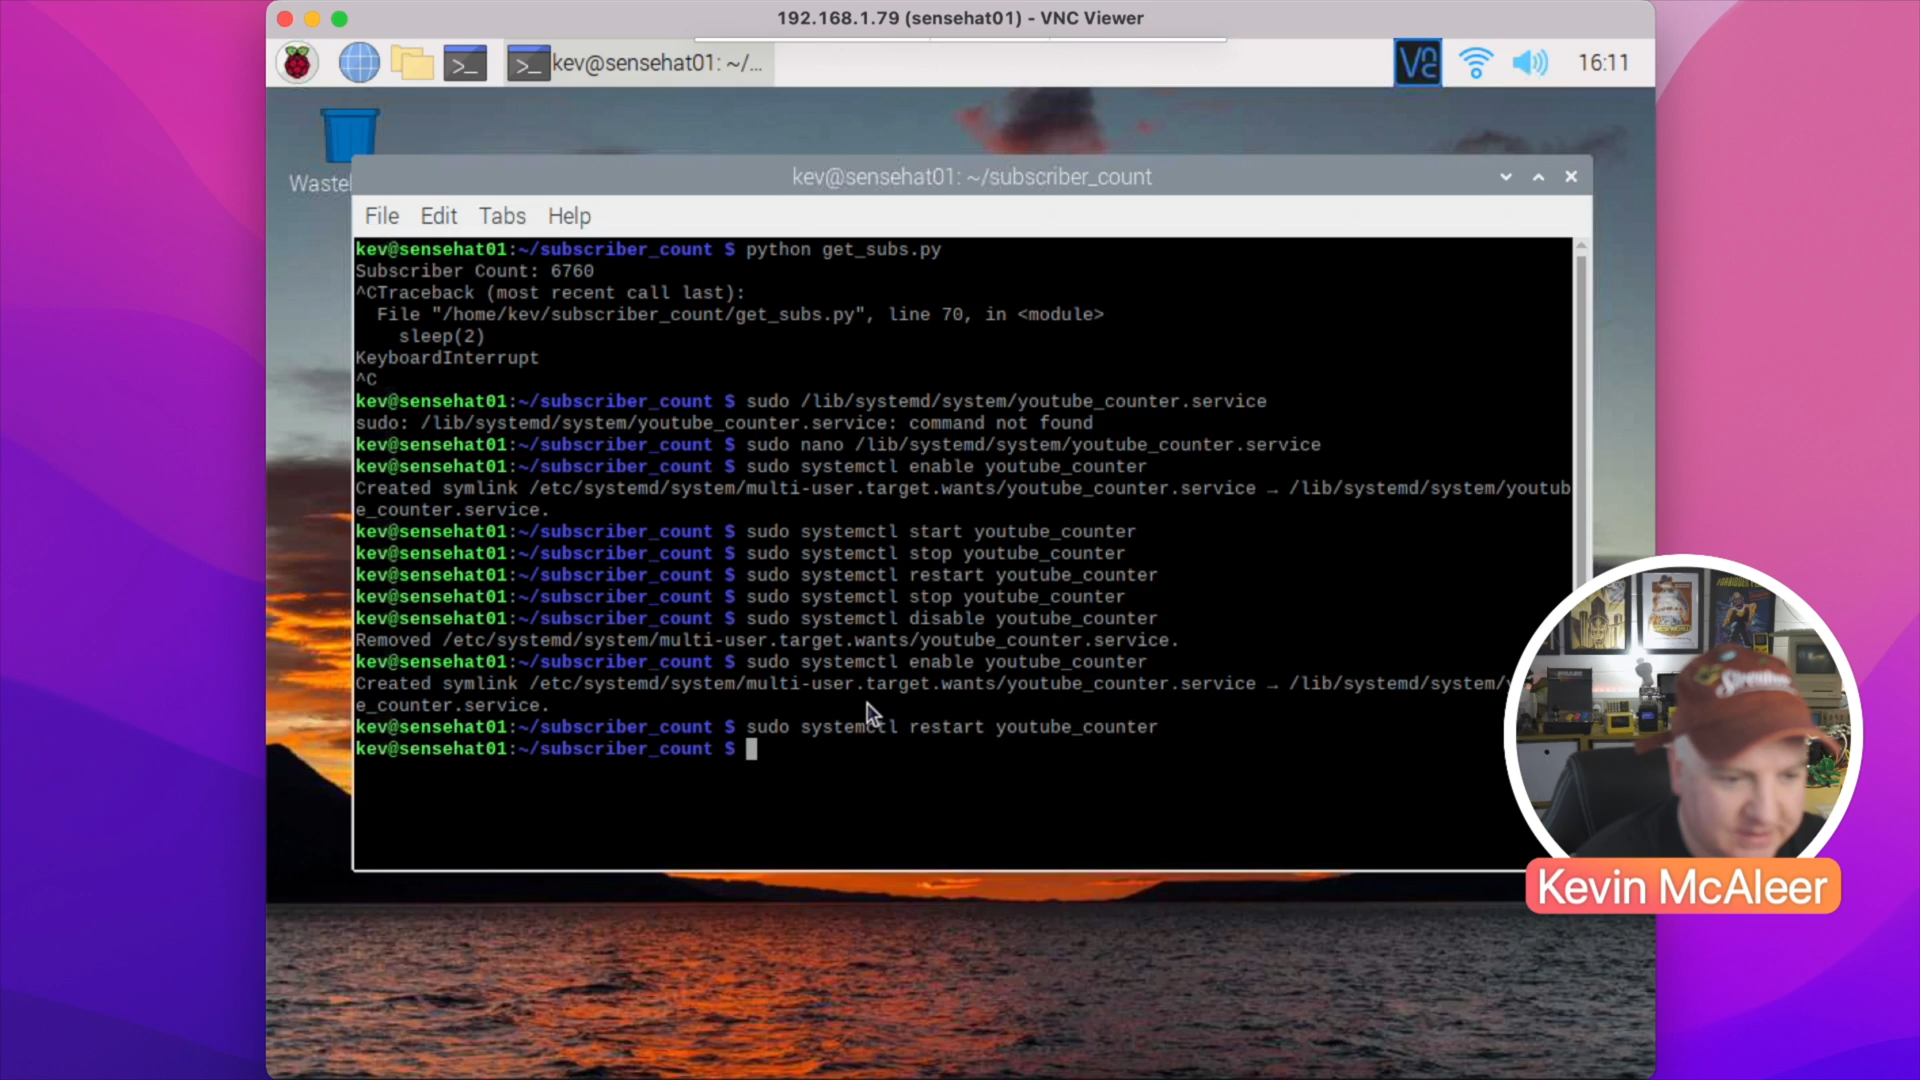 192.168.1.79 (sensehat01) - VNC Viewer
kev@sensehat01: ~/...
16:11
kev@sensehat01: ~/subscriber_count
File Edit Tabs Help
kev@sensehat01:~/subscriber_count $ python get_subs.py
Subscriber Count: 6760
^CTraceback (most recent call last):
  File "/home/kev/subscriber_count/get_subs.py", line 70, in <module>
    sleep(2)
KeyboardInterrupt
^C
kev@sensehat01:~/subscriber_count $ sudo /lib/systemd/system/youtube_counter.service
sudo: /lib/systemd/system/youtube_counter.service: command not found
kev@sensehat01:~/subscriber_count $ sudo nano /lib/systemd/system/youtube_counter.service
kev@sensehat01:~/subscriber_count $ sudo systemctl enable youtube_counter
Created symlink /etc/systemd/system/multi-user.target.wants/youtube_counter.service → /lib/systemd/system/youtub
e_counter.service.
kev@sensehat01:~/subscriber_count $ sudo systemctl start youtube_counter
kev@sensehat01:~/subscriber_count $ sudo systemctl stop youtube_counter
kev@sensehat01:~/subscriber_count $ sudo systemctl restart youtube_counter
kev@sensehat01:~/subscriber_count $ sudo systemctl stop youtube_counter
kev@sensehat01:~/subscriber_count $ sudo systemctl disable youtube_counter
Removed /etc/systemd/system/multi-user.target.wants/youtube_counter.service.
kev@sensehat01:~/subscriber_count $ sudo systemctl enable youtube_counter
Created symlink /etc/systemd/system/multi-user.target.wants/youtube_counter.service → /lib/systemd/system/
e_counter.service.
kev@sensehat01:~/subscriber_count $ sudo systemctl restart youtube_counter
kev@sensehat01:~/subscriber_count $
Kevin McAleer